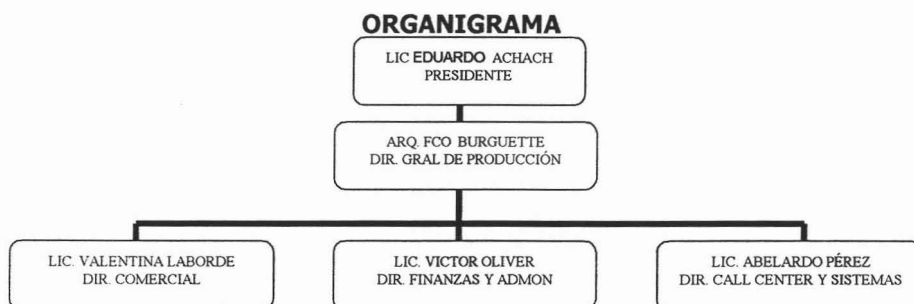 ORGANIGRAMA
LIC EDUARDO ACHACH
PRESIDENTE
ARQ. FCO BURGUETTE
DIR. GRAL DE PRODUCCIÓN
LIC. VALENTINA LABORDE
DIR. COMERCIAL
LIC. VICTOR OLIVER
DIR. FINANZAS Y ADMON
LIC. ABELARDO PÉREZ
DIR. CALL CENTER Y SISTEMAS